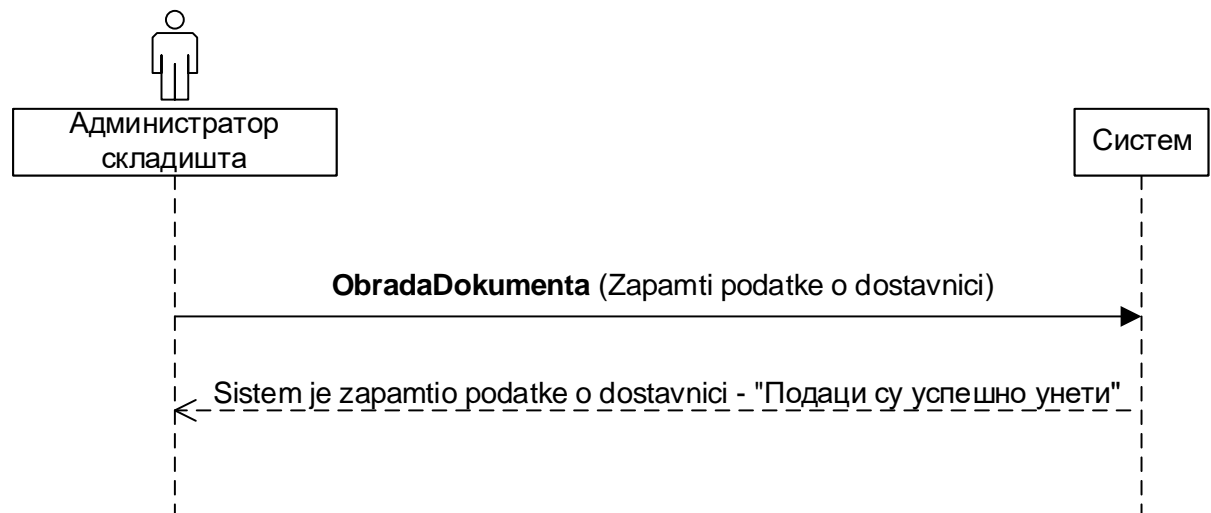 Администратор
складишта
Систем
ObradaDokumenta (Zapamti podatke o dostavnici)
Sistem je zapamtio podatke o dostavnici - "Подаци су успешно унети"